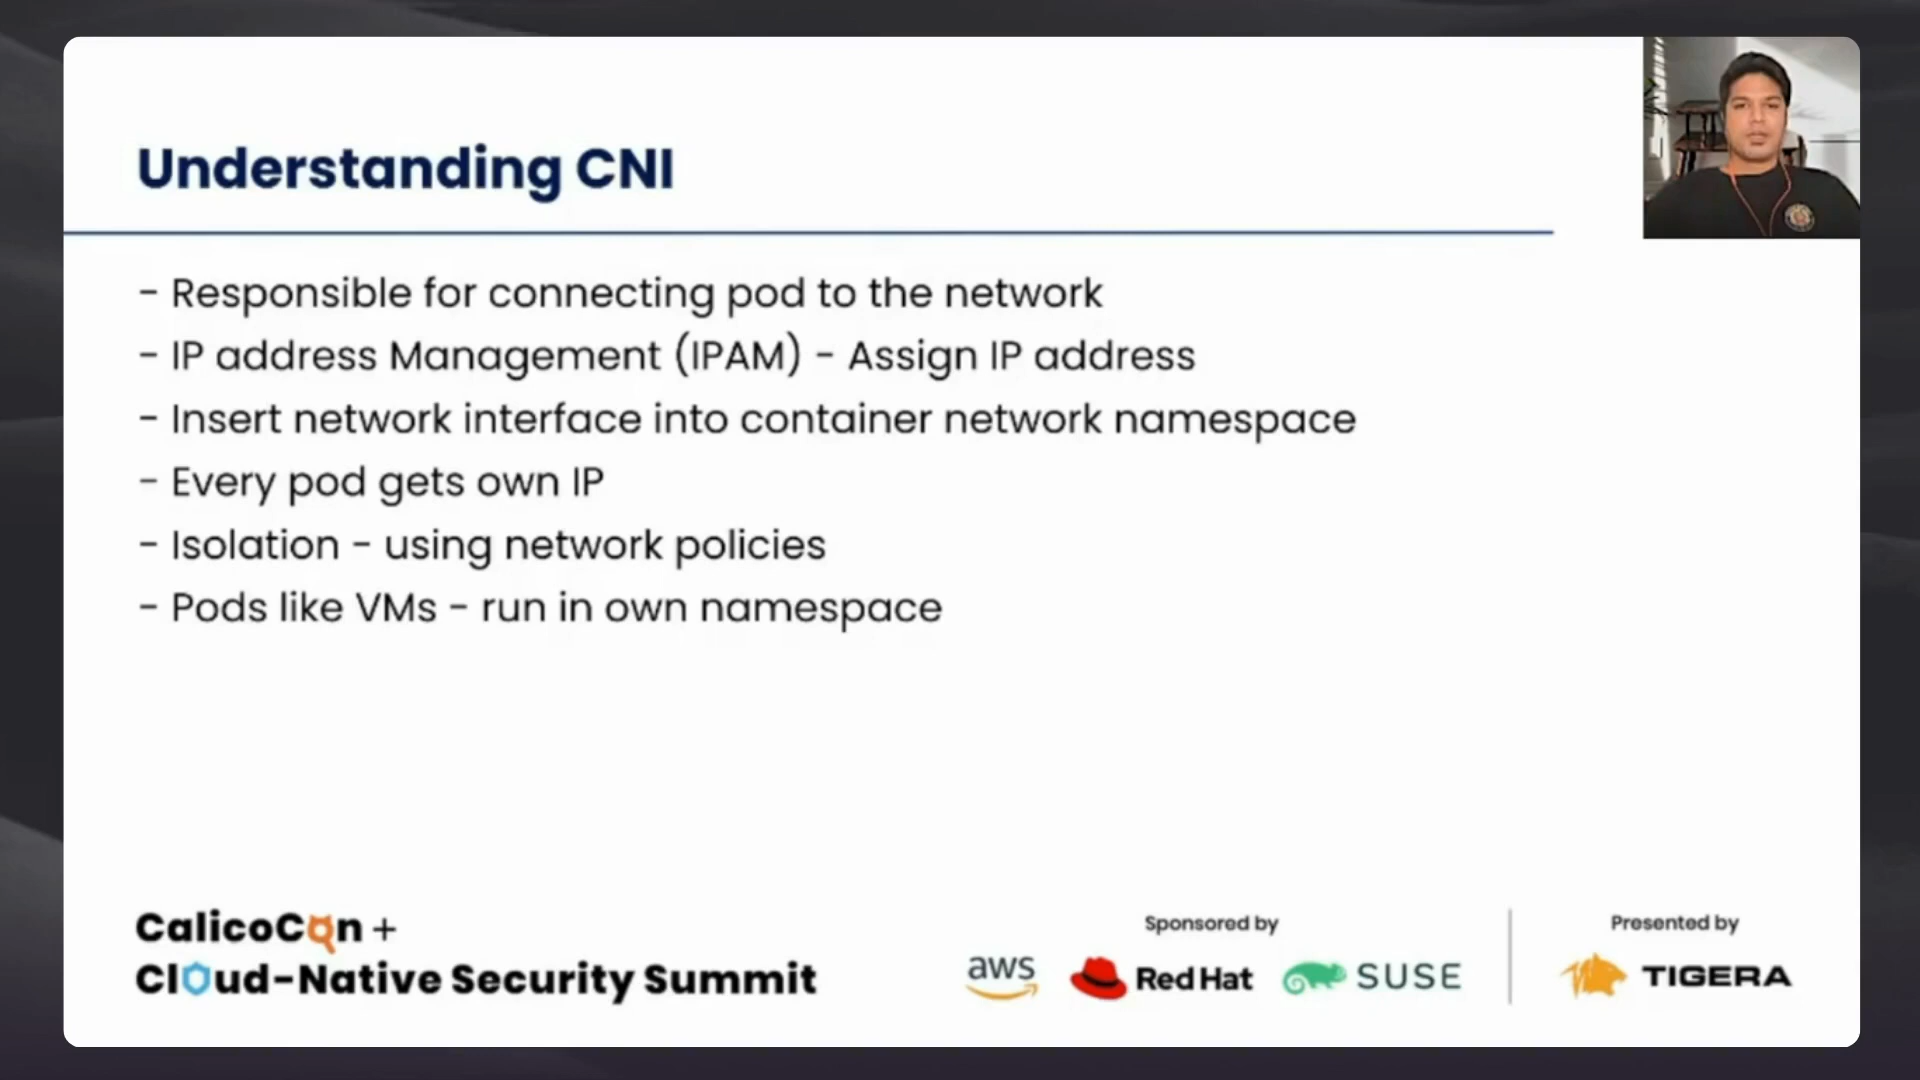 Understanding CNI
- Responsible for connecting pod to the network
- IP address Management (IPAM) - Assign IP address
- Insert network interface into container network namespace
- Every pod gets own IP
- Isolation - using network policies
- Pods like VMs - run in own namespace
CalicoCon +
Cloud-Native Security Summit
Sponsored by
aws
Red Hat
SUSE
Presented by
TIGERA